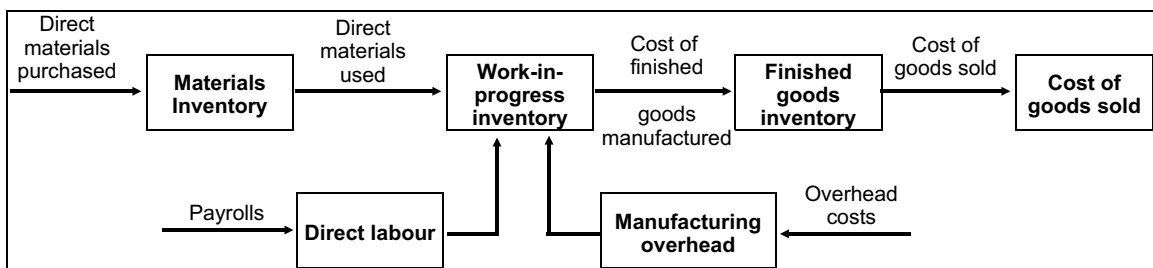 Direct
materials
purchased
Materials
Inventory
Direct
materials
used
Work-in-
progress
inventory
Cost of
finished
goods
manufactured
Finished
goods
inventory
Cost of
goods sold
Cost of
goods sold
Payrolls
Direct labour
Manufacturing
overhead
Overhead
costs